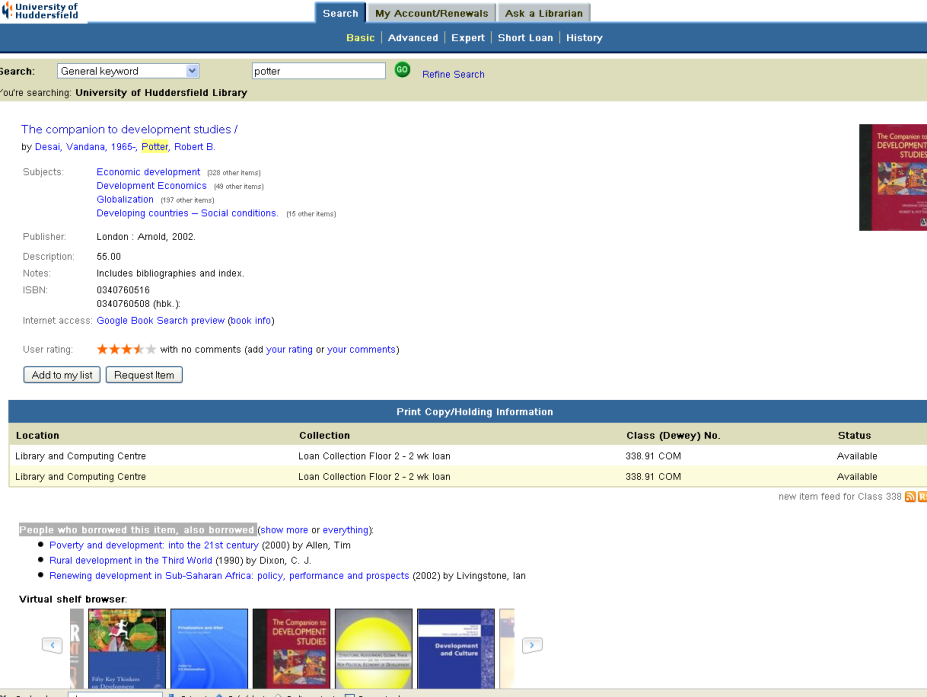 University of
Huddersfield
Search My Account/Renewals Ask a Librarian
Basic | Advanced | Expert | Short Loan | History
Search: General keyword potter GO Refine Search
You're searching: University of Huddersfield Library
The companion to development studies /
by Desai, Vandana, 1965-, Potter, Robert B.
Subjects: Economic development (328 other items)
Development Economics (49 other items)
Globalization (197 other items)
Developing countries -- Social conditions. (15 other items)
Publisher: London : Arnold, 2002.
Description: 55.00
Notes: Includes bibliographies and index.
ISBN: 0340760516
0340760508 (hbk.):
Internet access: Google Book Search preview (book info)
User rating: with no comments (add your rating or your comments)
Add to my list Request Item
The Companion to
DEVELOPMENT
STUDIES
Print Copy/Holding Information
Location Collection Class (Dewey) No. Status
Library and Computing Centre Loan Collection Floor 2 - 2 wk loan 338.91 COM Available
Library and Computing Centre Loan Collection Floor 2 - 2 wk loan 338.91 COM Available
new item feed for Class 338
People who borrowed this item, also borrowed (show more or everything):
Poverty and development: into the 21st century (2000) by Allen, Tim
Rural development in the Third World (1990) by Dixon, C. J.
Renewing development in Sub-Saharan Africa: policy, performance and prospects (2002) by Livingstone, Ian
Virtual shelf browser:
Fifty Key Thinkers
on Development
The Companion to
DEVELOPMENT
STUDIES
Development
and Culture